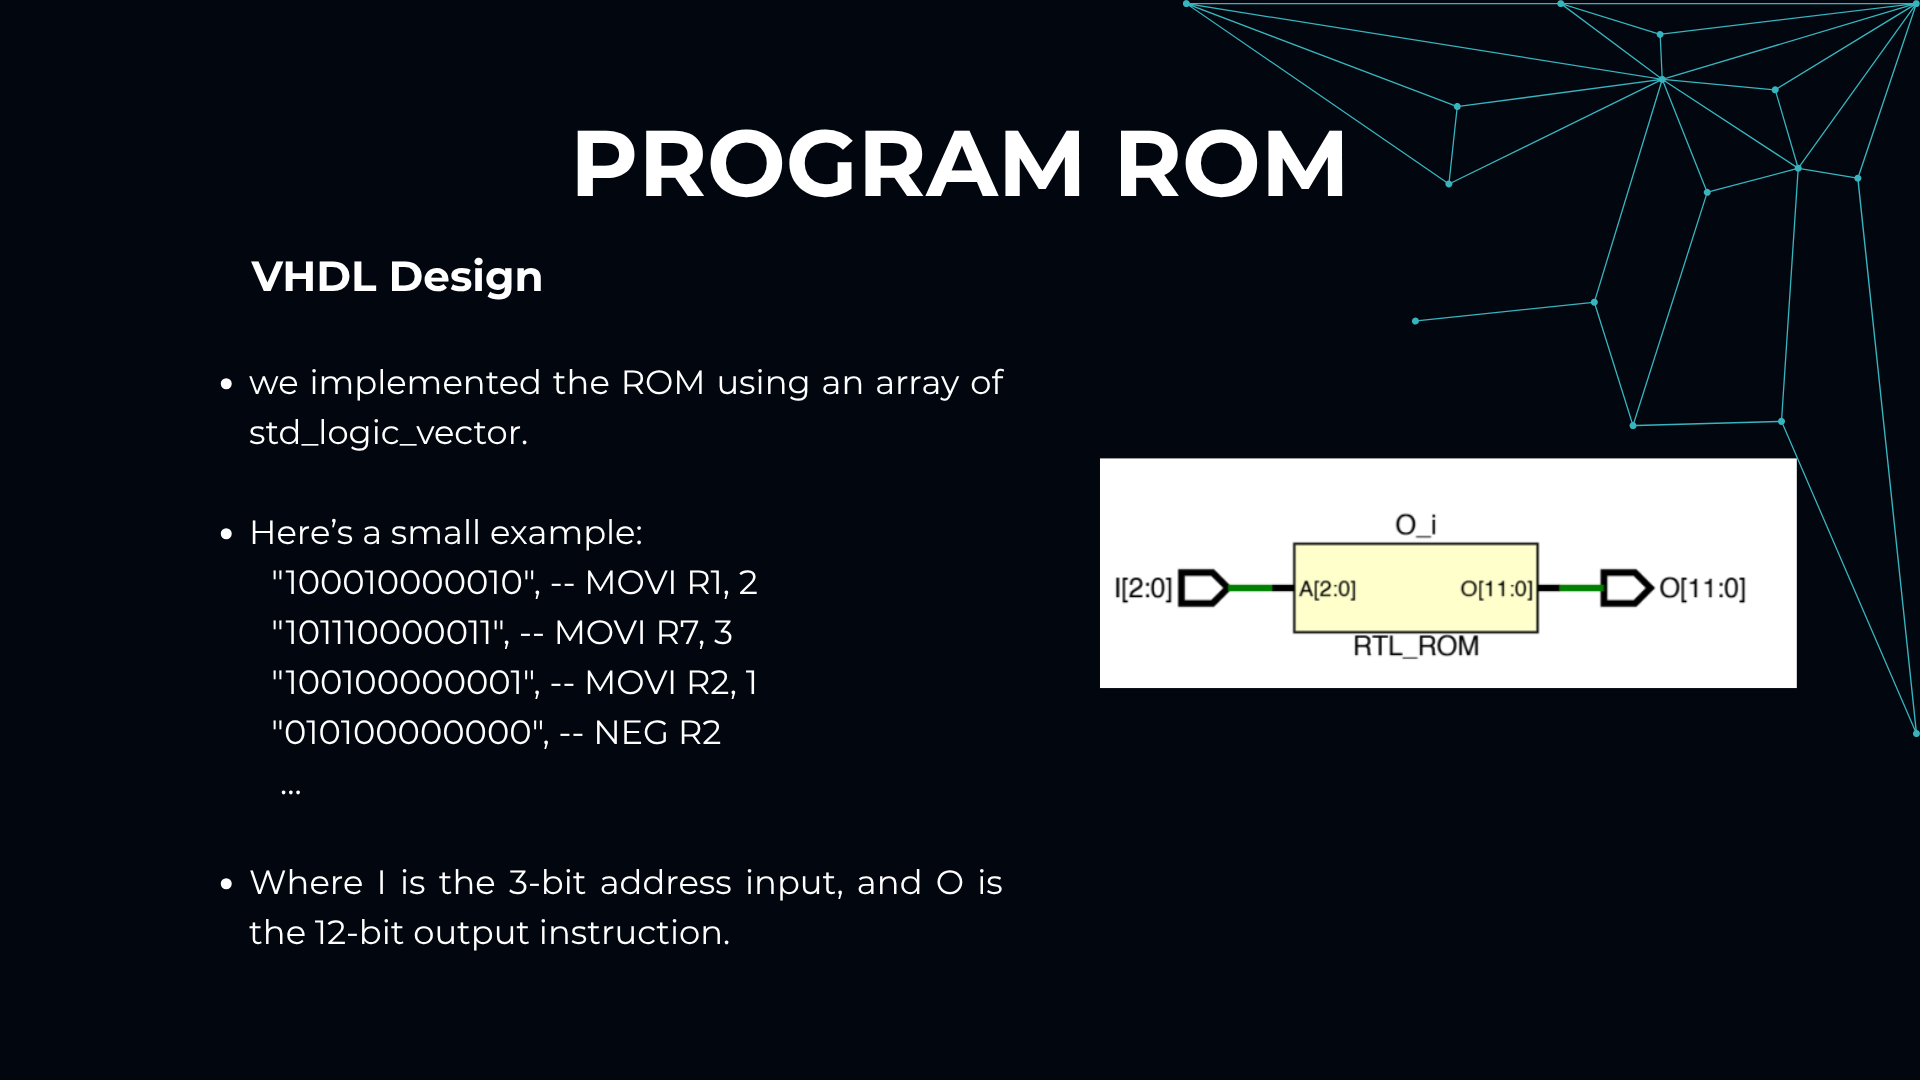 PROGRAM ROM
VHDL Design
• we implemented the ROM using an array of
std_logic_vector.
• Here’s a small example:
"100010000010", -- MOVI R1, 2
"101110000011", -- MOVI R7, 3
"100100000001", -- MOVI R2, 1
"010100000000", -- NEG R2
...
• Where I is the 3-bit address input, and O is
the 12-bit output instruction.
O_i
I[2:0] A[2:0] O[11:0] O[11:0]
RTL_ROM